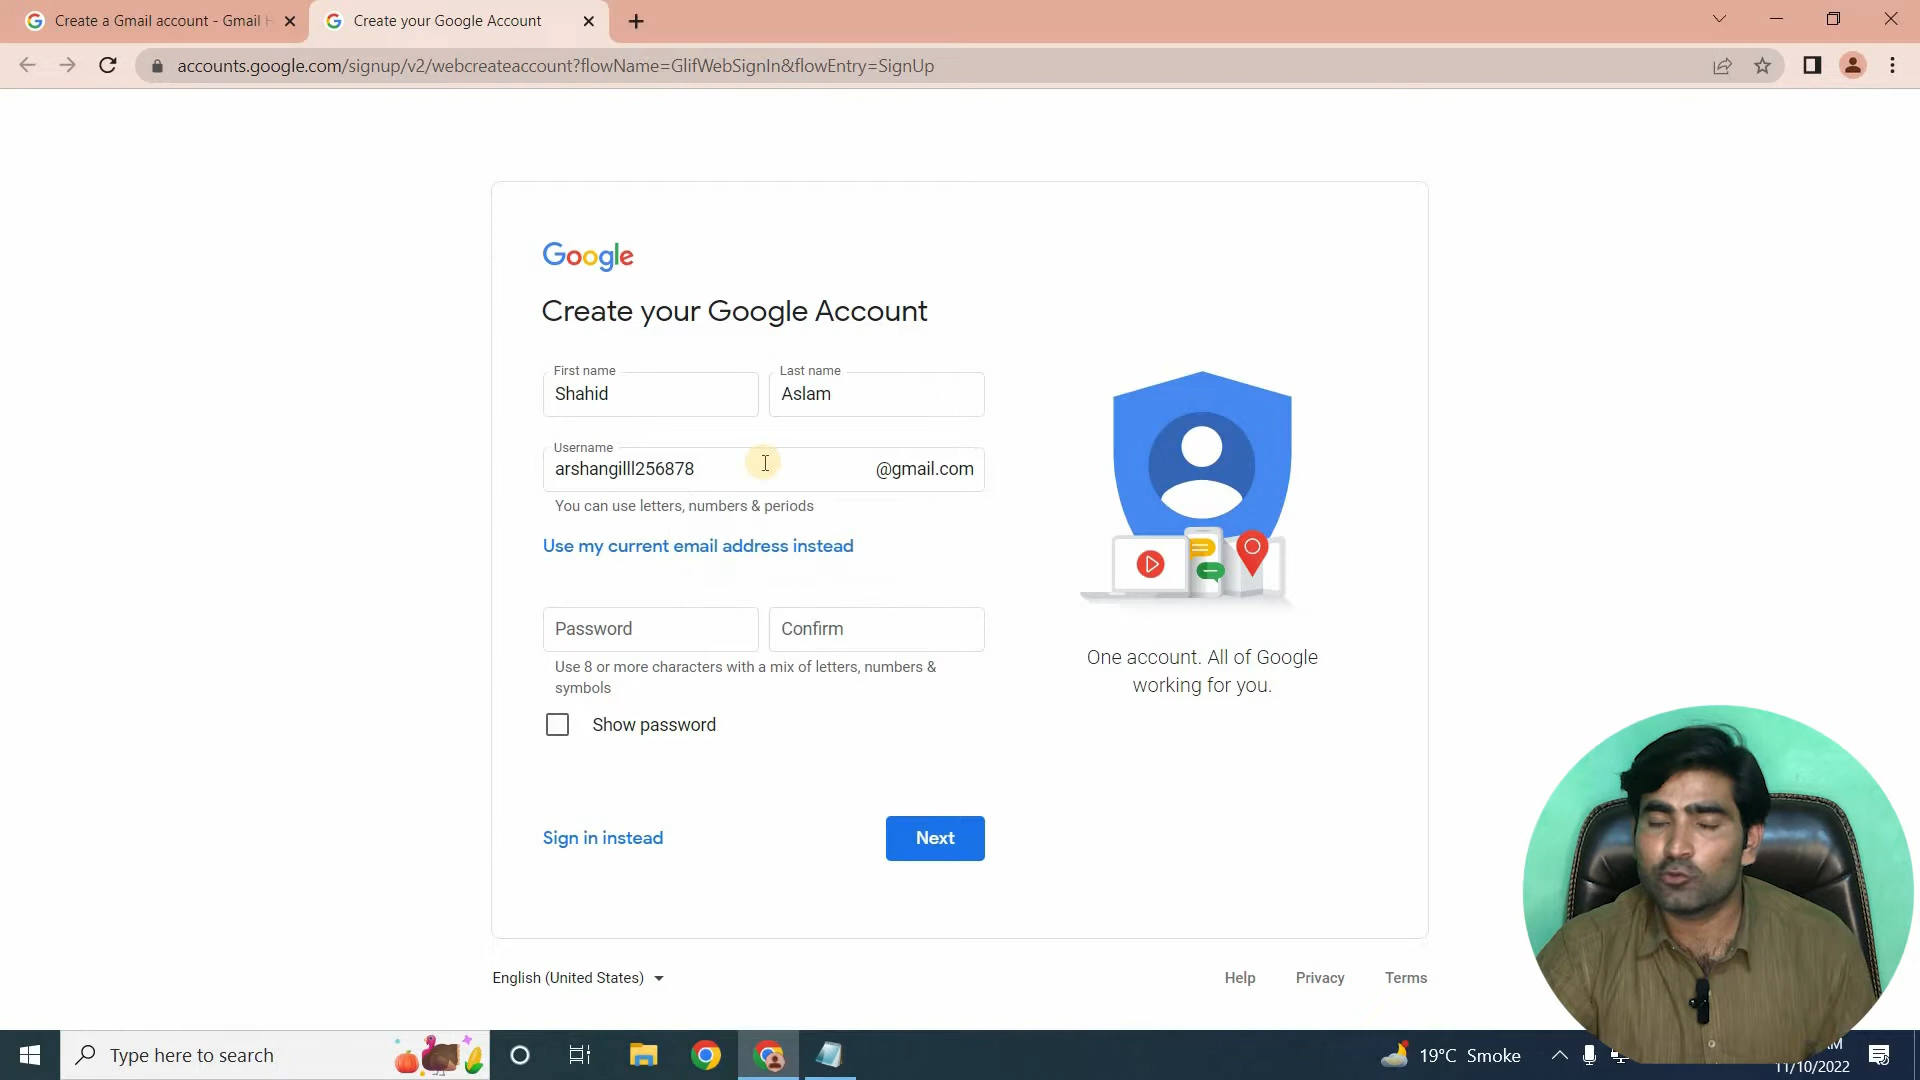 Create a Gmail account - Gmail H
Create your Google Account
accounts.google.com/signup/v2/webcreateaccount?flowName=GlifWebSignIn&flowEntry=SignUp
Google
Create your Google Account
First name
Last name
Shahid
Aslam
Username
arshangilll256878
@gmail.com
You can use letters, numbers & periods
Use my current email address instead
Password
Confirm
Use 8 or more characters with a mix of letters, numbers &
symbols
Show password
One account. All of Google
working for you.
Sign in instead
Next
English (United States)
Help
Privacy
Terms
Type here to search
19°C Smoke
11/10/2022